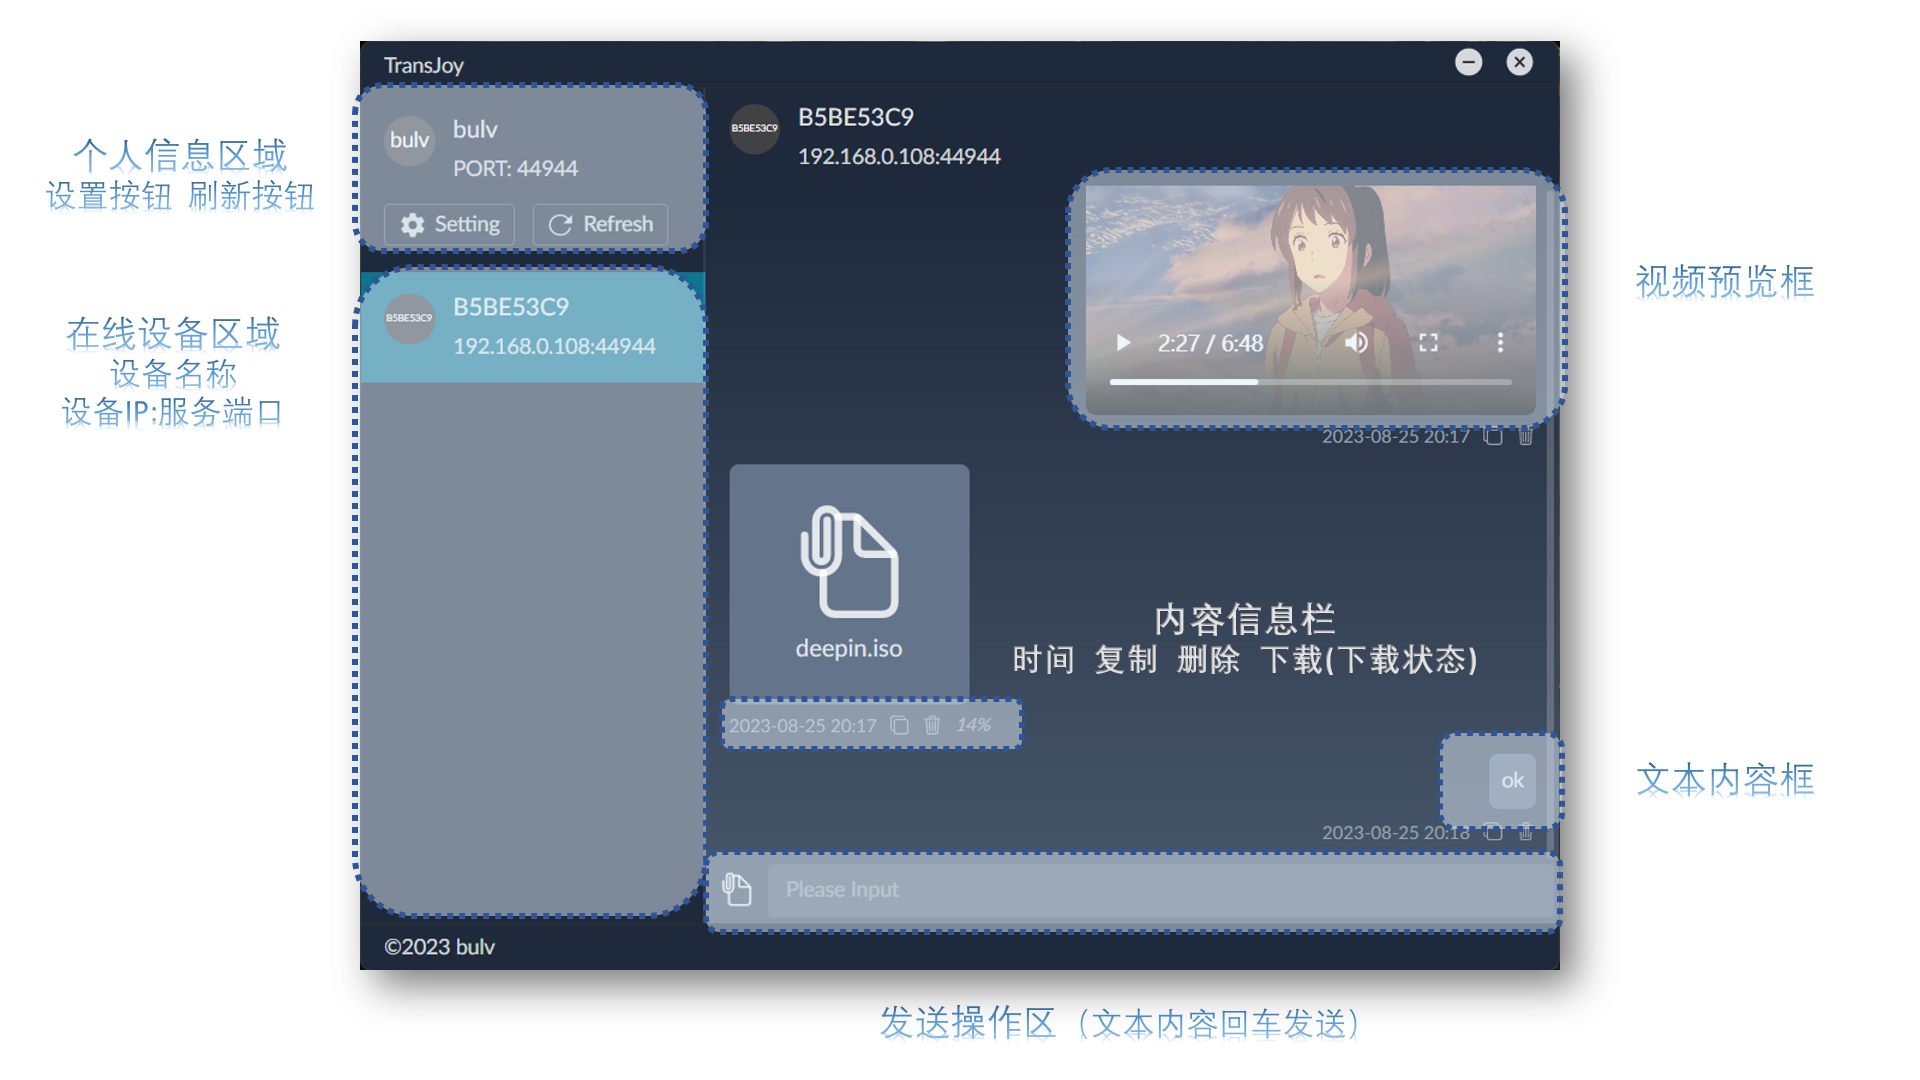 TransJoy
个人信息区域
设置按钮 刷新按钮
bulv
bulv
PORT: 44944
Setting
Refresh
在线设备区域
设备名称
设备IP:服务端口
B5BE53C9
B5BE53C9
192.168.0.108:44944
B5BE53C9
B5BE53C9
192.168.0.108:44944
2:27 / 6:48
视频预览框
2023-08-25 20:17
deepin.iso
内容信息栏
时间 复制 删除 下载(下载状态)
2023-08-25 20:17
14%
ok
文本内容框
2023-08-25 20:18
Please Input
©2023 bulv
发送操作区（文本内容回车发送）